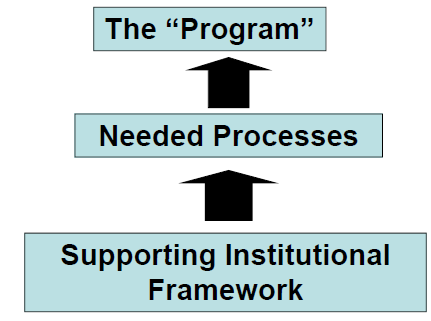 The “Program”
Needed Processes
Supporting Institutional
Framework